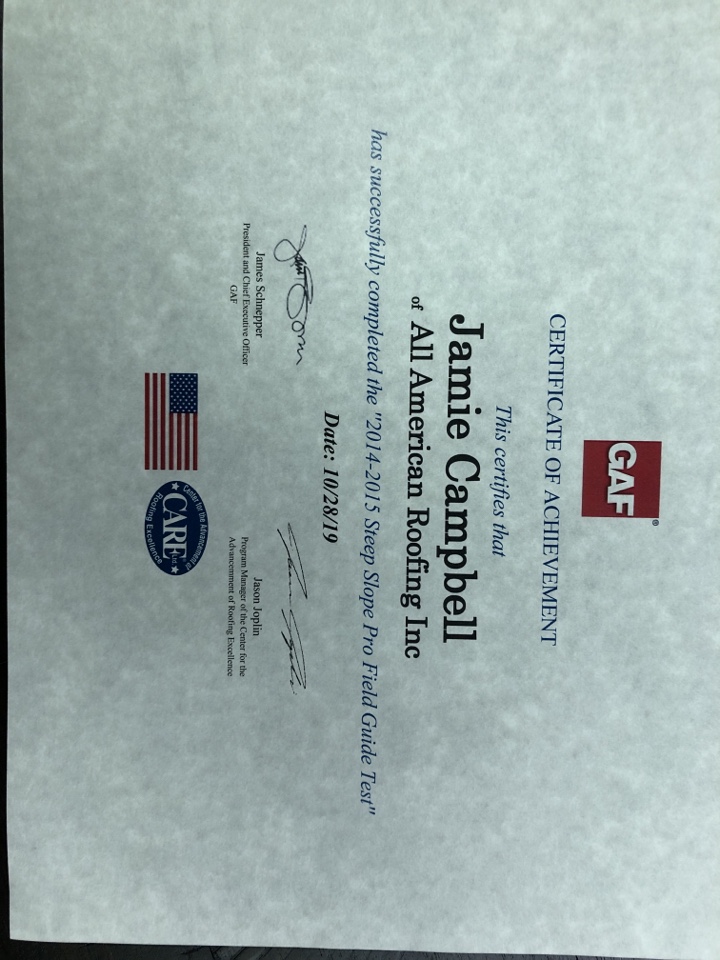 GAF®
CERTIFICATE OF ACHIEVEMENT
This certifies that
Jamie Campbell
of All American Roofing Inc
has successfully completed the "2014-2015 Steep Slope Pro Field Guide Test"
Date: 10/28/19
James Schnepper
President and Chief Executive Officer
GAF
Jason Joplin
Program Manager of the Center for the
Advancement of Roofing Excellence
Center for the Advancement of
CARE
Roofing Excellence